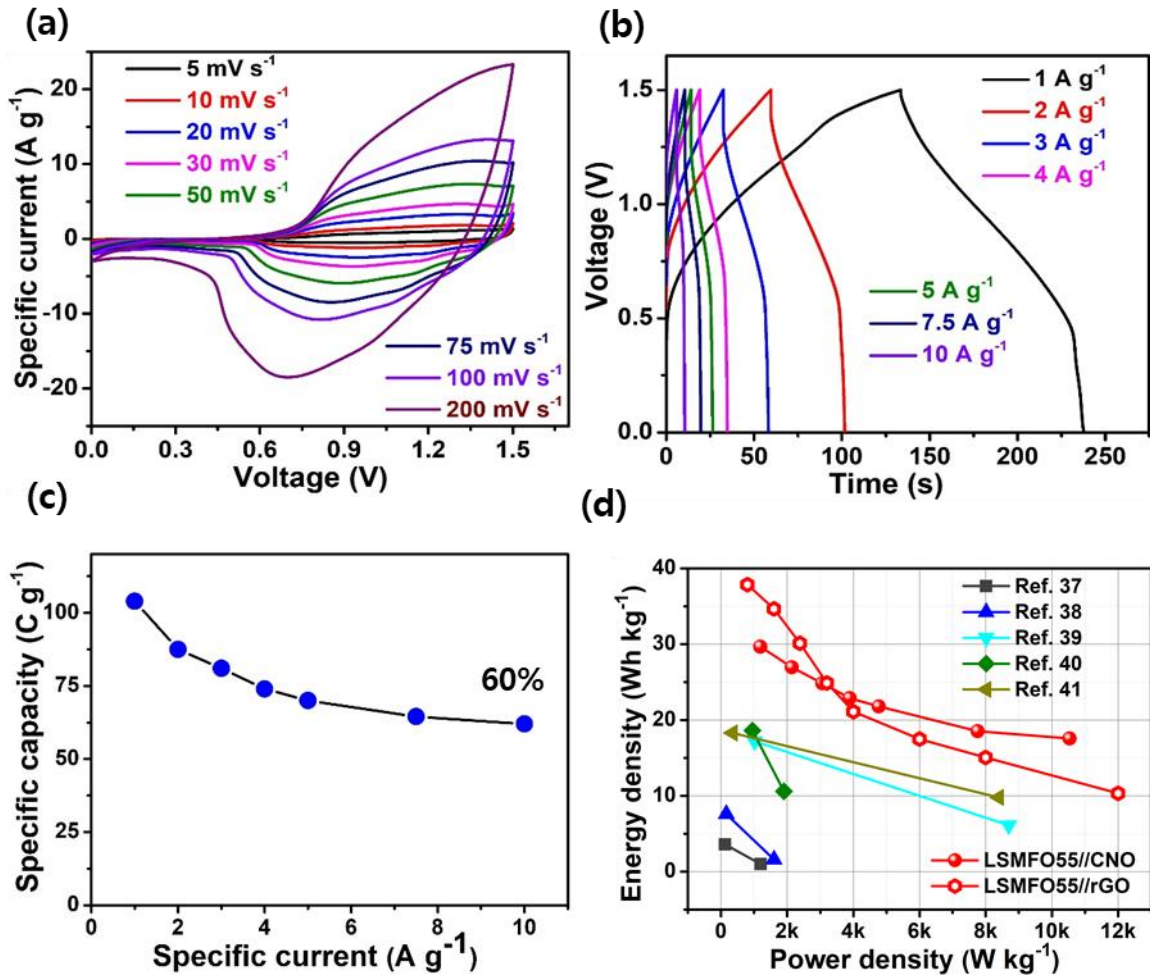 (a)
5 mV s⁻¹
10 mV s⁻¹
20 mV s⁻¹
30 mV s⁻¹
50 mV s⁻¹
75 mV s⁻¹
100 mV s⁻¹
200 mV s⁻¹
20
10
0
-10
-20
Specific current (A g⁻¹)
0.0 0.3 0.6 0.9 1.2 1.5
Voltage (V)
(b)
1 A g⁻¹
2 A g⁻¹
3 A g⁻¹
4 A g⁻¹
5 A g⁻¹
7.5 A g⁻¹
10 A g⁻¹
1.5
1.0
0.5
0.0
Voltage (V)
0 50 100 150 200 250
Time (s)
(c)
60%
100
75
50
25
0
Specific capacity (C g⁻¹)
0 2 4 6 8 10
Specific current (A g⁻¹)
(d)
Ref. 37
Ref. 38
Ref. 39
Ref. 40
Ref. 41
LSMFO55//CNO
LSMFO55//rGO
40
30
20
10
0
Energy density (Wh kg⁻¹)
0 2k 4k 6k 8k 10k 12k
Power density (W kg⁻¹)